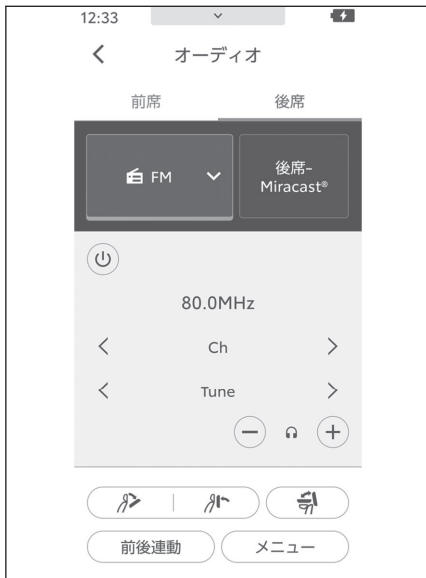 12:33
オーディオ
前席 後席
FM 後席-
Miracast®
80.0MHz
Ch
Tune
前後連動 メニュー